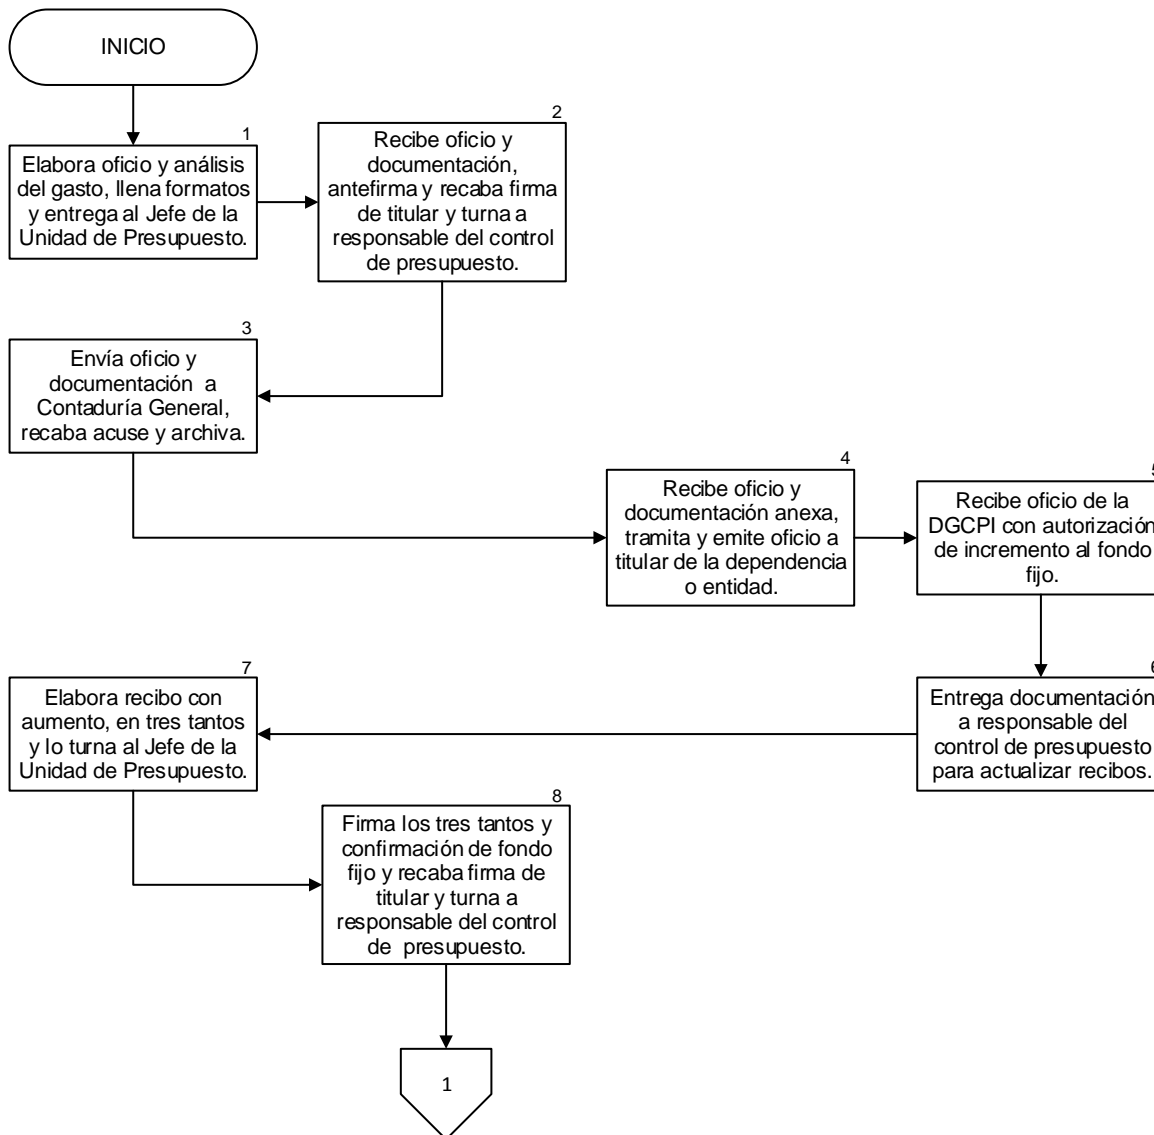 INICIO
1
Elabora oficio y análisis
del gasto, llena formatos
y entrega al Jefe de la
Unidad de Presupuesto.
2
Recibe oficio y
documentación,
antefirma y recaba firma
de titular y turna a
responsable del control
de presupuesto.
3
Envía oficio y
documentación a
Contaduría General,
recaba acuse y archiva.
4
Recibe oficio y
documentación anexa,
tramita y emite oficio a
titular de la dependencia
o entidad.
5
Recibe oficio de la
DGCPI con autorización
de incremento al fondo
fijo.
6
Entrega documentación
a responsable del
control de presupuesto
para actualizar recibos.
7
Elabora recibo con
aumento, en tres tantos
y lo turna al Jefe de la
Unidad de Presupuesto.
8
Firma los tres tantos y
confirmación de fondo
fijo y recaba firma de
titular y turna a
responsable del control
de presupuesto.
1